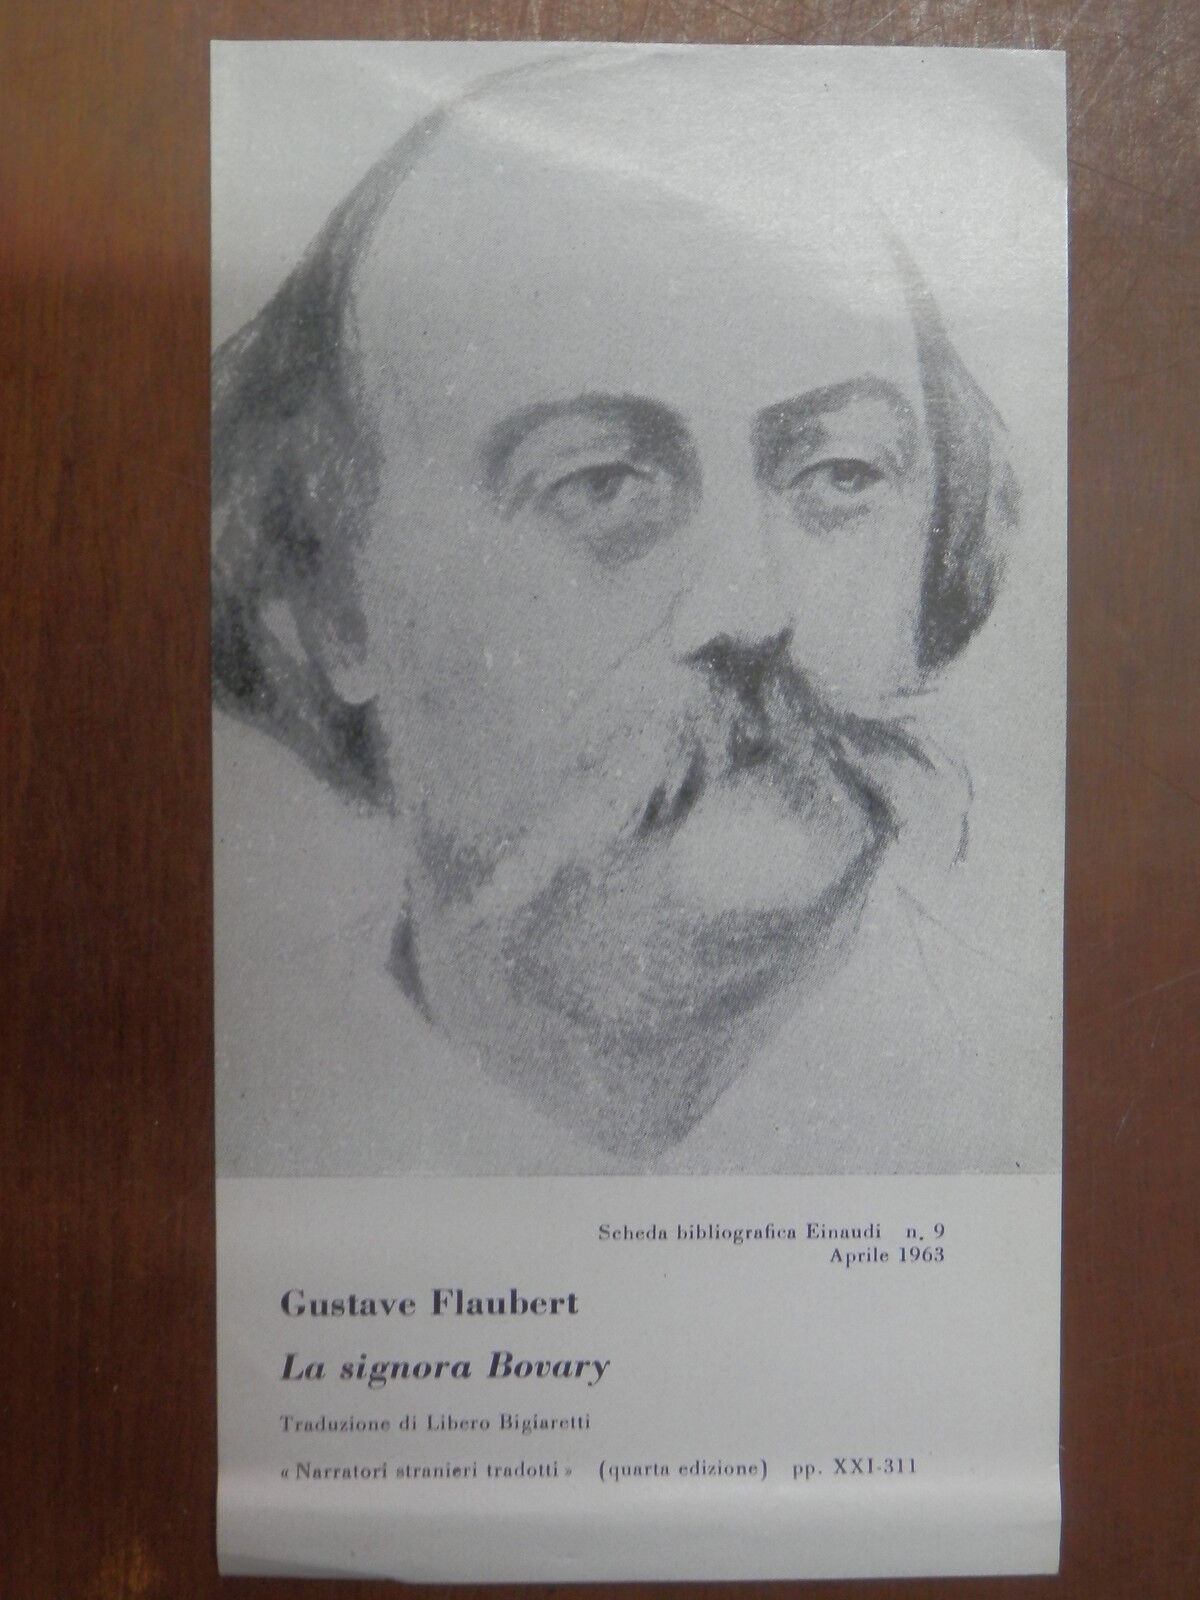 Scheda bibliografica Einaudi n. 9
Aprile 1963
Gustave Flaubert
La signora Bovary
Traduzione di Libero Bigiaretti
« Narratori stranieri tradotti » (quarta edizione) pp. XXI-311